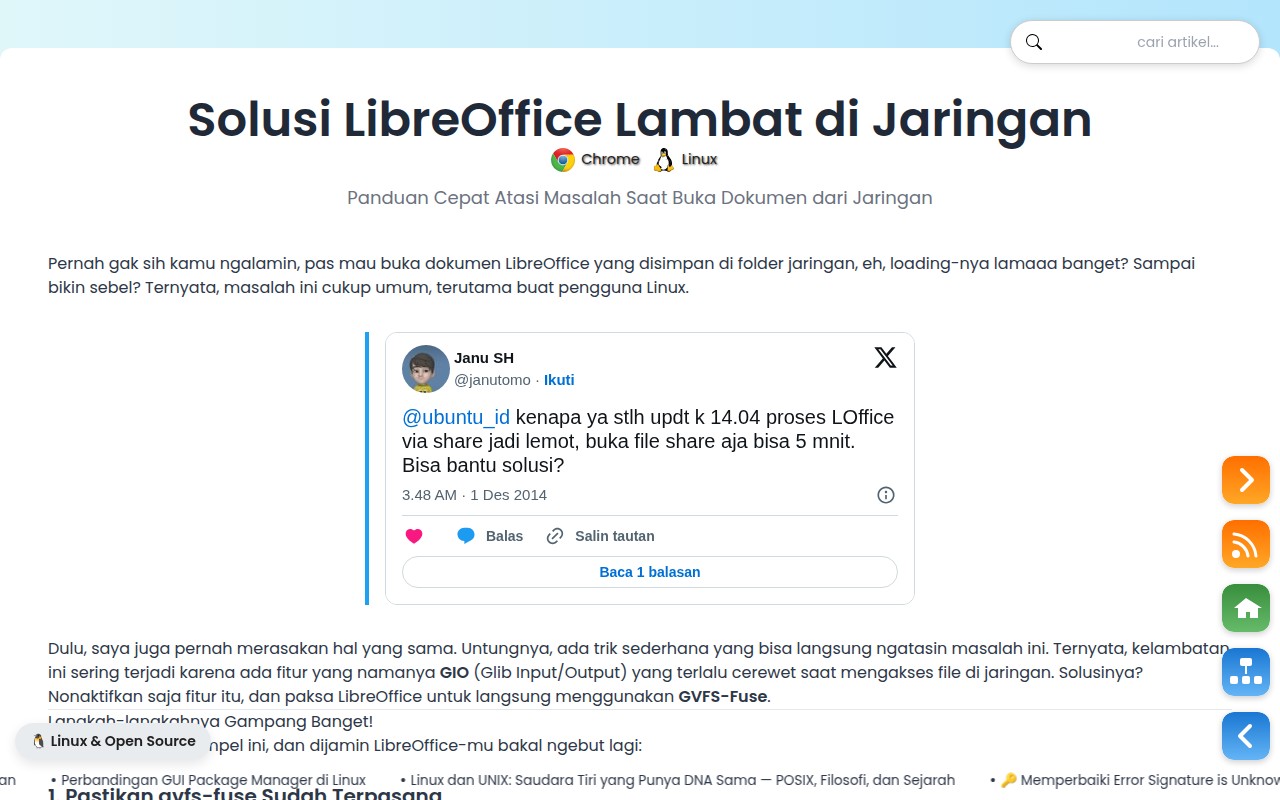 cari artikel...
Solusi LibreOffice Lambat di Jaringan
Chrome Linux
Panduan Cepat Atasi Masalah Saat Buka Dokumen dari Jaringan
Pernah gak sih kamu ngalamin, pas mau buka dokumen LibreOffice yang disimpan di folder jaringan, eh, loading-nya lamaaa banget? Sampai
bikin sebel? Ternyata, masalah ini cukup umum, terutama buat pengguna Linux.
Janu SH
@janutomo · Ikuti
@ubuntu_id kenapa ya stlh updt k 14.04 proses LOffice
via share jadi lemot, buka file share aja bisa 5 mnit.
Bisa bantu solusi?
3.48 AM · 1 Des 2014
Balas Salin tautan
Baca 1 balasan
Dulu, saya juga pernah merasakan hal yang sama. Untungnya, ada trik sederhana yang bisa langsung ngatasin masalah ini. Ternyata, kelambatan
ini sering terjadi karena ada fitur yang namanya GIO (Glib Input/Output) yang terlalu cerewet saat mengakses file di jaringan. Solusinya?
Nonaktifkan saja fitur itu, dan paksa LibreOffice untuk langsung menggunakan GVFS-Fuse.
Langkah-langkahnya Gampang Banget!
🐧 Linux & Open Source
mpel ini, dan dijamin LibreOffice-mu bakal ngebut lagi:
an • Perbandingan GUI Package Manager di Linux • Linux dan UNIX: Saudara Tiri yang Punya DNA Sama — POSIX, Filosofi, dan Sejarah • 🔑 Memperbaiki Error Signature is Unknow
1. Pastikan gvfs-fuse Sudah Terpasang